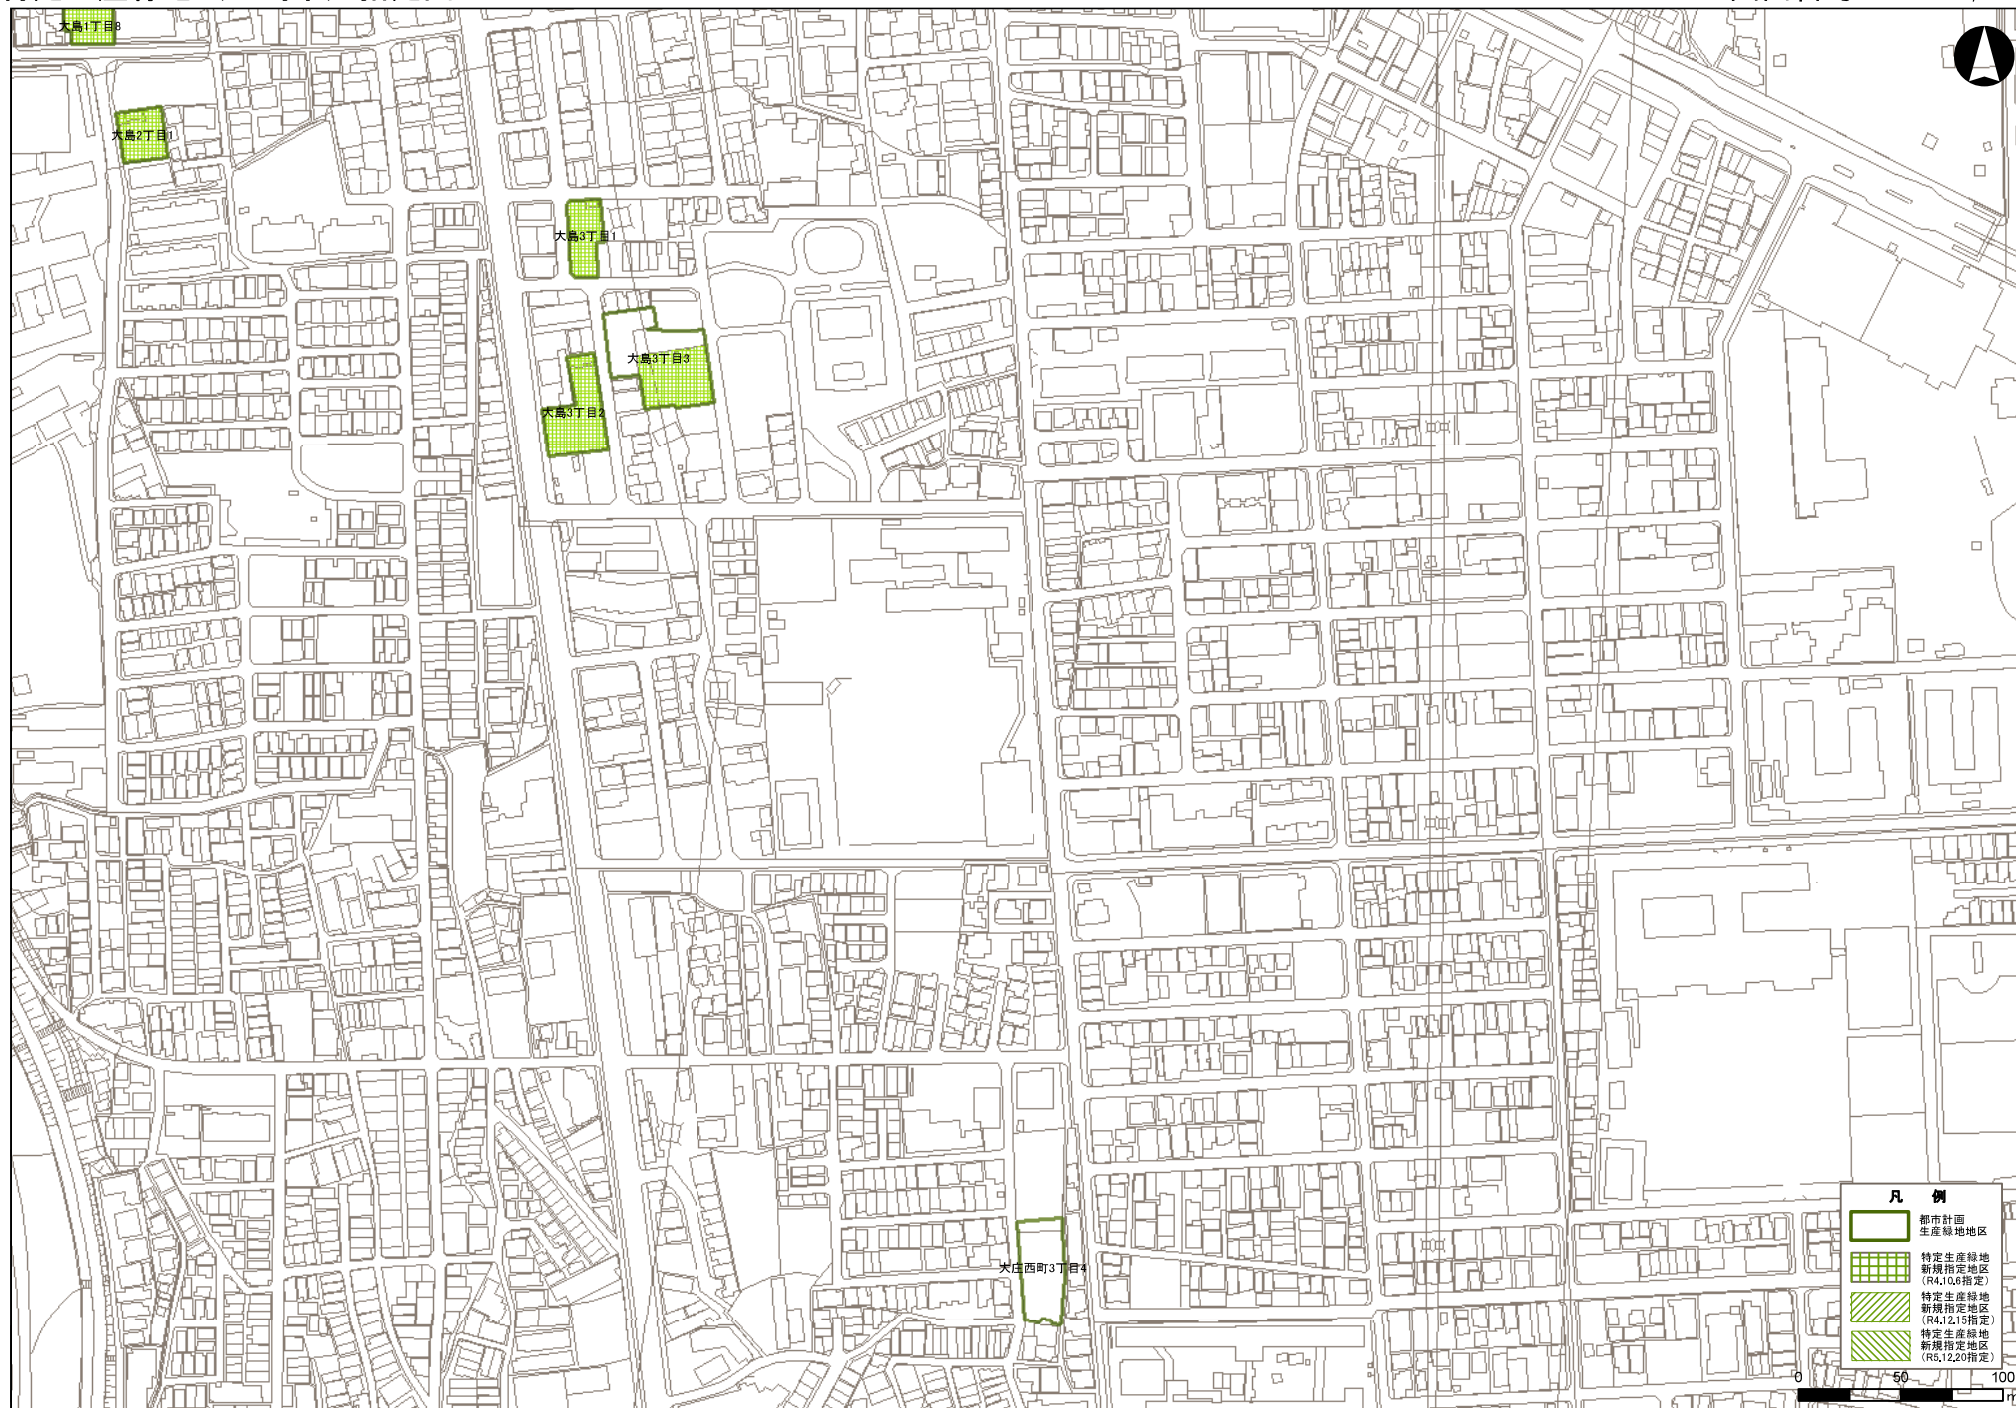 大島1丁目8
大島2丁目1
大島3丁目1
大島3丁目3
大島3丁目2
大庄西町3丁目4
凡 例
都市計画
生産緑地地区
特定生産緑地
新規指定地区
(R4.10.6指定)
特定生産緑地
新規指定地区
(R4.12.15指定)
特定生産緑地
新規指定地区
(R5.12.20指定)
0 50 100
m